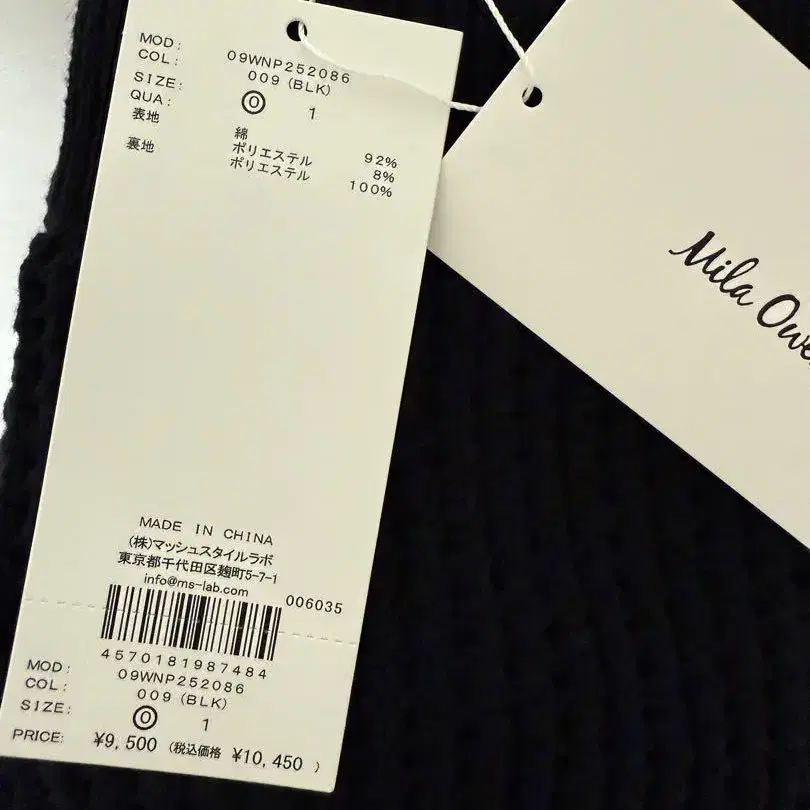 MOD: 09WNP252086
COL: 009 (BLK)
SIZE: 0 1
QUA:
表地 綿 92%
ポリエステル 8%
裏地 ポリエステル 100%
MADE IN CHINA
(株)マッシュスタイルラボ
東京都千代田区麹町5-7-1
info@ms-lab.com
006035
4570181987484
MOD: 09WNP252086
COL: 009 (BLK)
SIZE: 0 1
PRICE: ¥9,500 (税込価格 ¥10,450 )
Mila Owe